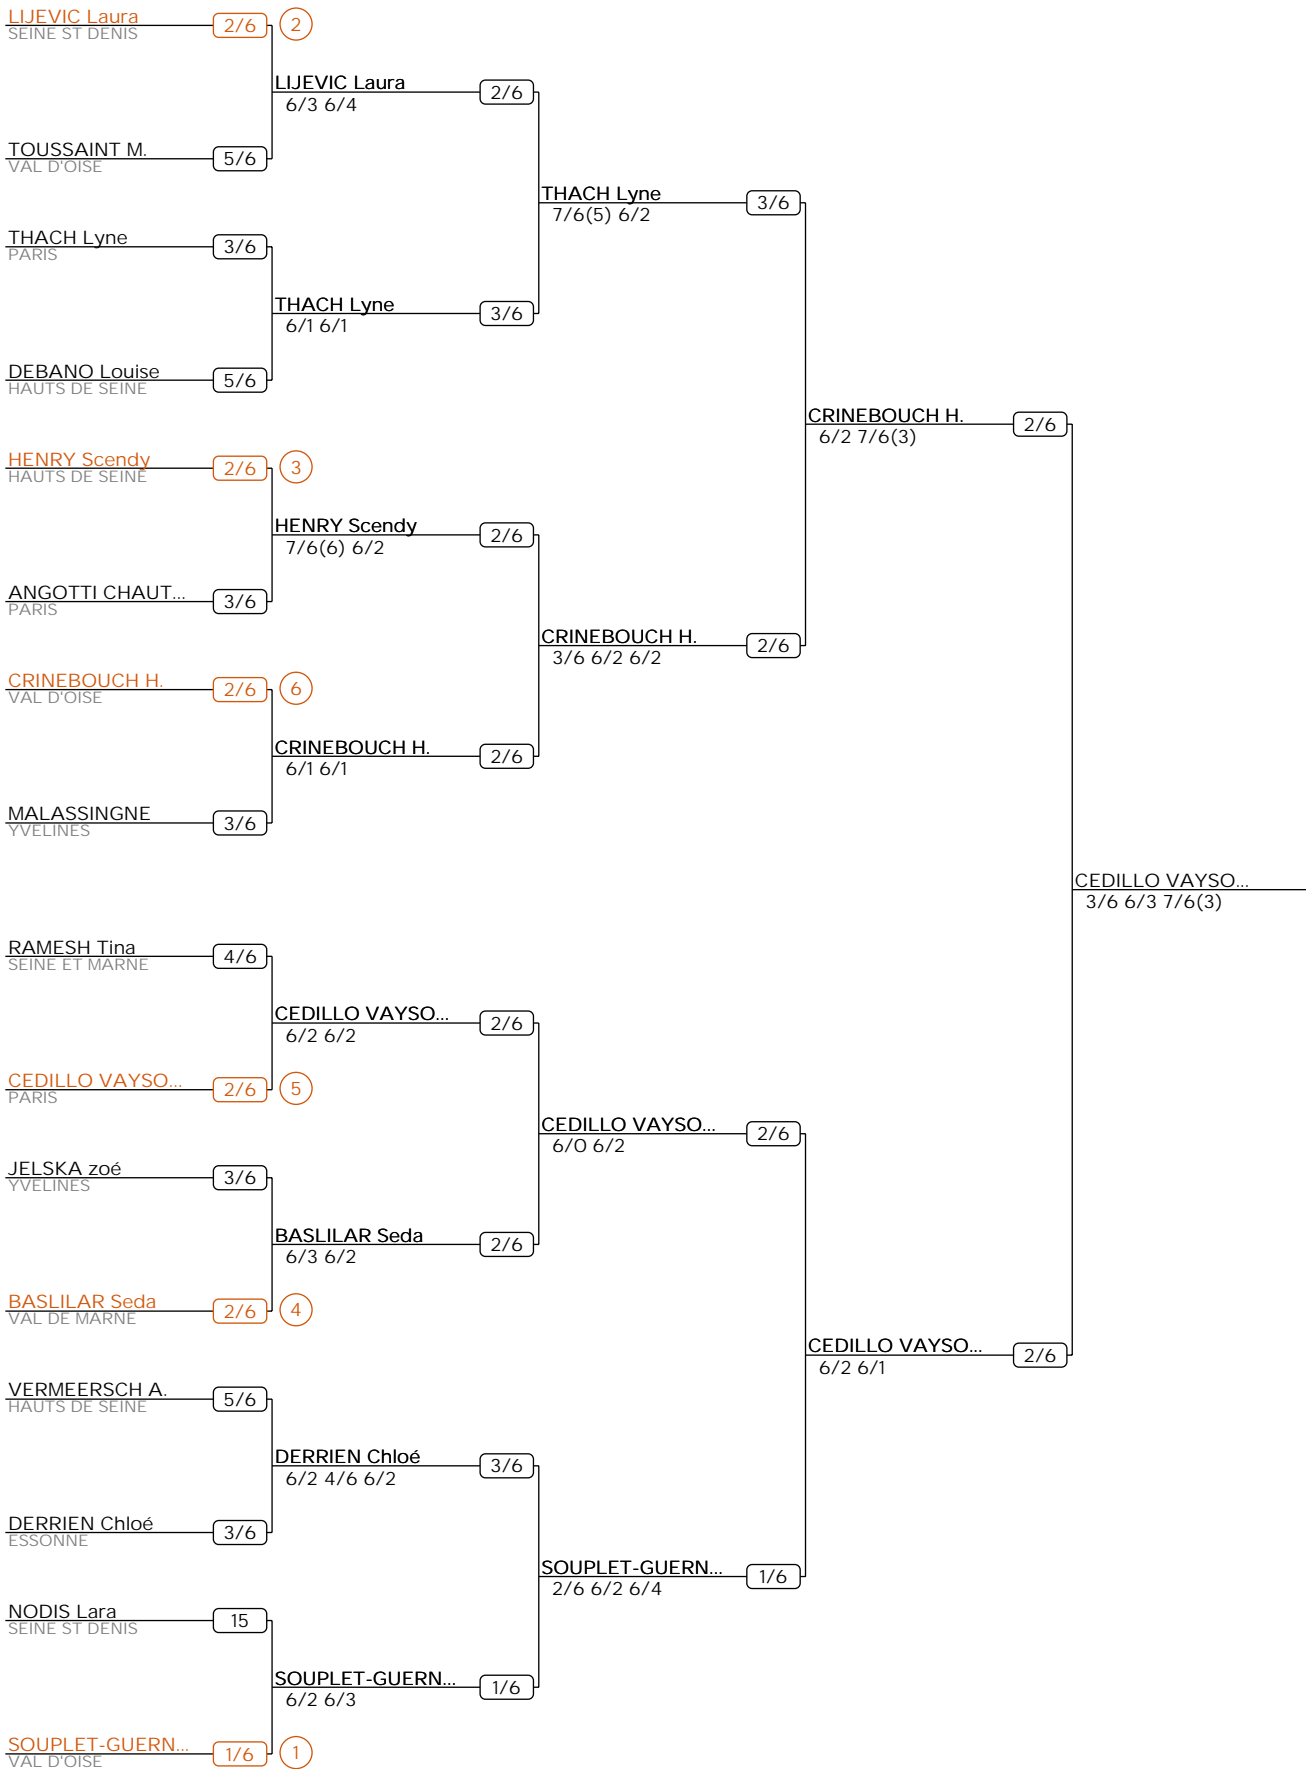 LIJEVIC Laura 2/6 2
SEINE ST DENIS
LIJEVIC Laura 2/6
6/3 6/4
TOUSSAINT M. 5/6
VAL D'OISE
THACH Lyne 3/6
7/6(5) 6/2
THACH Lyne 3/6
PARIS
THACH Lyne 3/6
6/1 6/1
DEBANO Louise 5/6
HAUTS DE SEINE
CRINEBOUCH H. 2/6
6/2 7/6(3)
HENRY Scendy 2/6 3
HAUTS DE SEINE
HENRY Scendy 2/6
7/6(6) 6/2
ANGOTTI CHAUT... 3/6
PARIS
CRINEBOUCH H. 2/6
3/6 6/2 6/2
CRINEBOUCH H. 2/6 6
VAL D'OISE
CRINEBOUCH H. 2/6
6/1 6/1
MALASSINGNE 3/6
YVELINES
CEDILLO VAYSO...
3/6 6/3 7/6(3)
RAMESH Tina 4/6
SEINE ET MARNE
CEDILLO VAYSO... 2/6
6/2 6/2
CEDILLO VAYSO... 2/6 5
PARIS
CEDILLO VAYSO... 2/6
6/0 6/2
JELSKA zoé 3/6
YVELINES
BASLILAR Seda 2/6
6/3 6/2
BASLILAR Seda 2/6 4
VAL DE MARNE
CEDILLO VAYSO... 2/6
6/2 6/1
VERMEERSCH A. 5/6
HAUTS DE SEINE
DERRIEN Chloé 3/6
6/2 4/6 6/2
DERRIEN Chloé 3/6
ESSONNE
SOUPLET-GUERN... 1/6
2/6 6/2 6/4
NODIS Lara 15
SEINE ST DENIS
SOUPLET-GUERN... 1/6
6/2 6/3
SOUPLET-GUERN... 1/6 1
VAL D'OISE